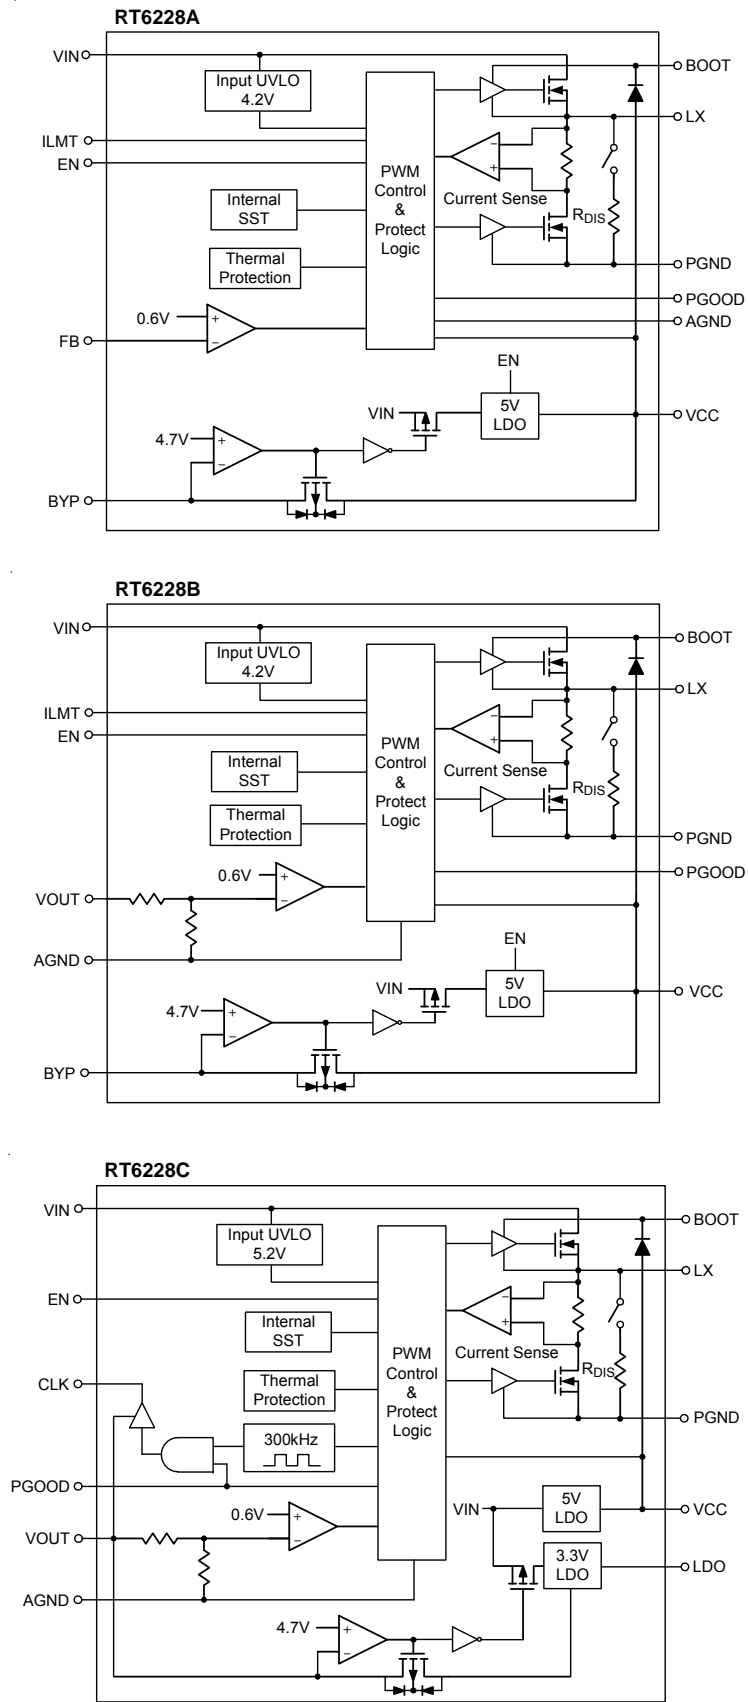 RT6228A
VIN
BOOT
Input UVLO
4.2V
LX
ILMT
EN
PWM
Control
&
Protect
Logic
−
+
Current Sense
Internal
SST
RDIS
Thermal
Protection
PGND
PGOOD
0.6V
+
−
AGND
FB
EN
VIN
5V
LDO
VCC
4.7V
+
−
BYP
RT6228B
VIN
BOOT
Input UVLO
4.2V
LX
ILMT
EN
PWM
Control
&
Protect
Logic
−
+
Current Sense
Internal
SST
RDIS
Thermal
Protection
PGND
PGOOD
0.6V
+
−
VOUT
AGND
EN
VIN
5V
LDO
VCC
4.7V
+
−
BYP
RT6228C
VIN
BOOT
Input UVLO
5.2V
LX
EN
−
+
Internal
SST
PWM
Control
&
Protect
Logic
Current Sense
RDIS
CLK
Thermal
Protection
PGND
300kHz
PGOOD
0.6V
+
−
VIN
5V
LDO
VCC
VOUT
3.3V
LDO
LDO
AGND
4.7V
+
−